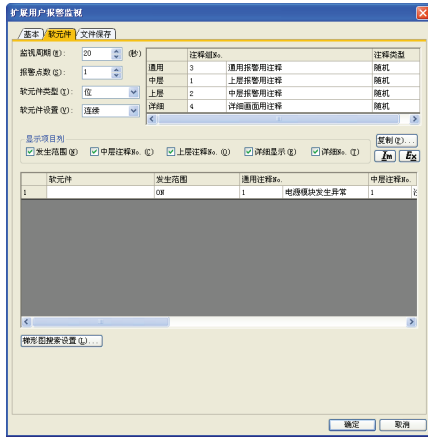 扩展用户报警监视
基本 软元件 文件保存
监视周期(M): 20 (秒)
报警点数(S): 1
软元件类型(I): 位
软元件设置(V): 连续
注释组No. 注释类型
通用 3 通用报警用注释 随机
中层 1 上层报警用注释 随机
上层 2 中层报警用注释 随机
详细 4 详细画面用注释 随机
显示项目列
发生范围(N) 中层注释No.(C) 上层注释No.(O) 详细显示(E) 详细No.(T)
复制(P)...
Im Ex
软元件 发生范围 通用注释No. 中层注释No.
1 ON 1 电源模块发生异常 1
梯形图搜索设置(L)...
确定 取消